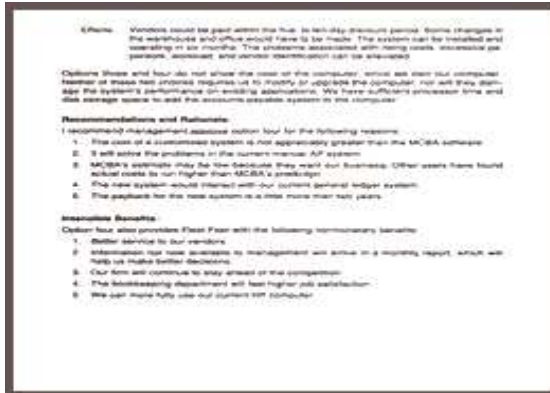 Effects: Vendors could be paid within the five- to ten-day discount period. Some changes in
the warehouse and office would have to be made. The system can be installed and
operating in six months. The problems associated with rising costs, excessive
paperwork, and vendor identification can be alleviated.
Options three and four do not show the cost of the computer, since we own our computer.
Neither of these two choices requires us to modify or upgrade the computer, nor will they
the system's performance on existing applications. We have sufficient processor time and
disk storage space to add the accounts payable system to the computer.
Recommendations and Rationale
I recommend management approve option four for the following reasons:
1. The cost of a customized system is not appreciably greater than the MCBA software.
2. It will solve the problems in the current manual AP system.
3. MCBA's estimate may be low because they want our business. Other users have found
actual costs to run higher than MCBA's prediction.
4. The new system would interact with our current general ledger system.
5. The payback for the new system is a little more than two years.
Intangible Benefits
Option four also provides Fleet Feet with the following nonmonetary benefits:
1. Better service to our vendors
2. Information not now available to management will arrive in a monthly report, which will
help us make better decisions.
3. Our firm will continue to stay ahead of the competition.
4. The bookkeeping department will feel higher job satisfaction.
5. We can more fully use our current HP computer.